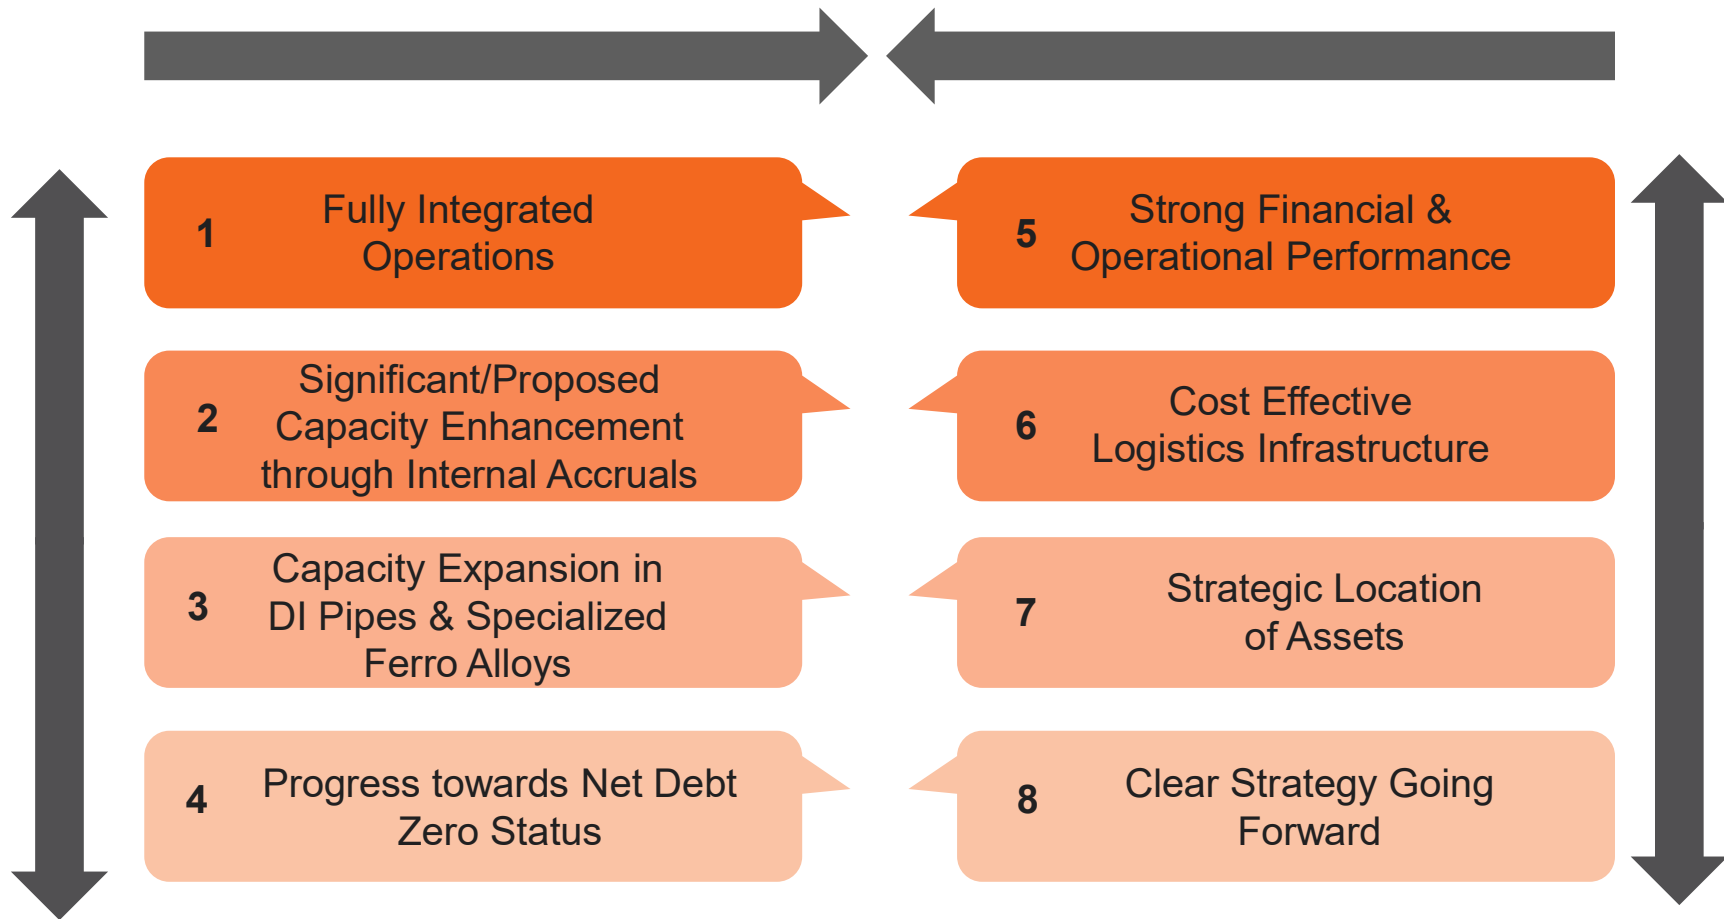 1
Fully Integrated
Operations
2
Significant/Proposed
Capacity Enhancement
through Internal Accruals
3
Capacity Expansion in
DI Pipes & Specialized
Ferro Alloys
4
Progress towards Net Debt
Zero Status
5
Strong Financial &
Operational Performance
6
Cost Effective
Logistics Infrastructure
7
Strategic Location
of Assets
8
Clear Strategy Going
Forward